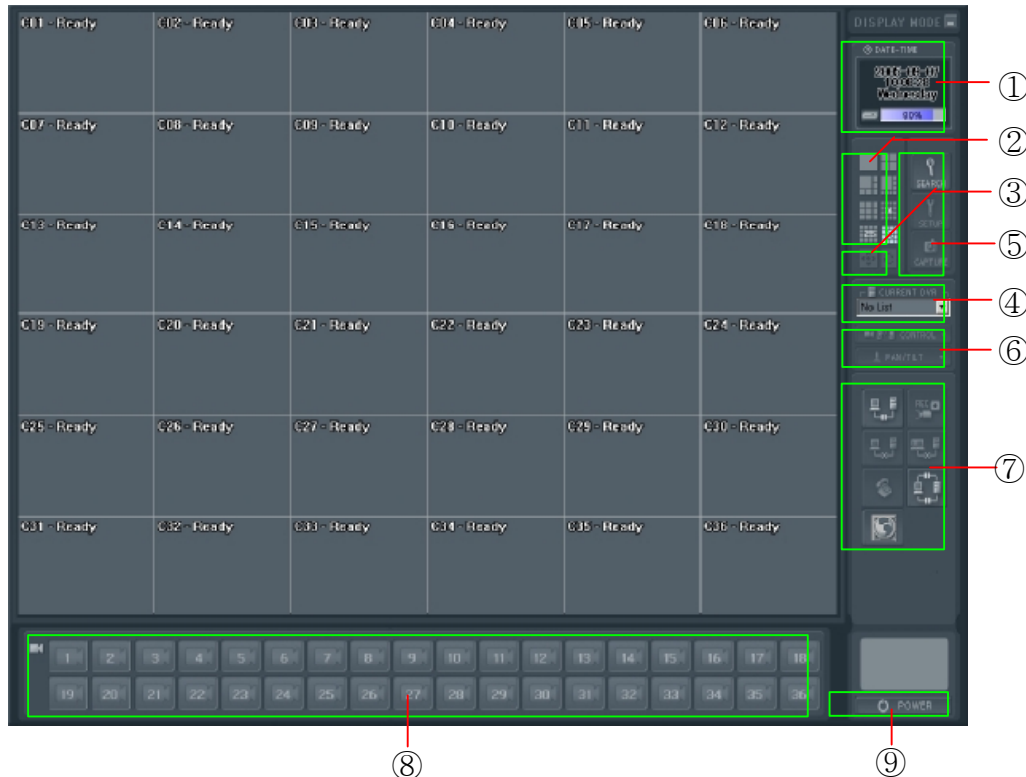 C01 - Ready C02 - Ready C03 - Ready C04 - Ready C05 - Ready C06 - Ready
DISPLAY MODE
DATE-TIME
Wednesday
90%
①
C07 - Ready C08 - Ready C09 - Ready C10 - Ready C11 - Ready C12 - Ready
②
SEARCH
③
SETUP
C13 - Ready C14 - Ready C15 - Ready C16 - Ready C17 - Ready C18 - Ready
⑤
CAPTURE
CURRENT DVR
No List
④
C19 - Ready C20 - Ready C21 - Ready C22 - Ready C23 - Ready C24 - Ready
CONTROL
PAN/TILT
⑥
REC
C25 - Ready C26 - Ready C27 - Ready C28 - Ready C29 - Ready C30 - Ready
⑦
C31 - Ready C32 - Ready C33 - Ready C34 - Ready C35 - Ready C36 - Ready
1 2 3 4 5 6 7 8 9 10 11 12 13 14 15 16 17 18
19 20 21 22 23 24 25 26 27 28 29 30 31 32 33 34 35 36
POWER
⑧
⑨